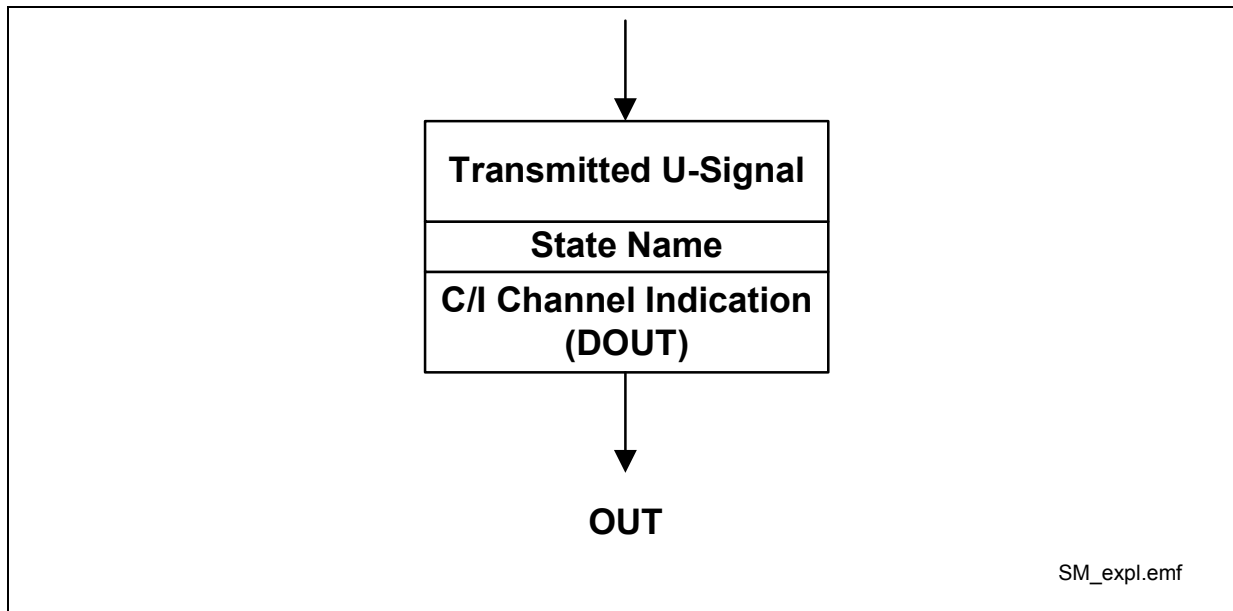 Transmitted U-Signal
State Name
C/I Channel Indication
(DOUT)
OUT
SM_expl.emf